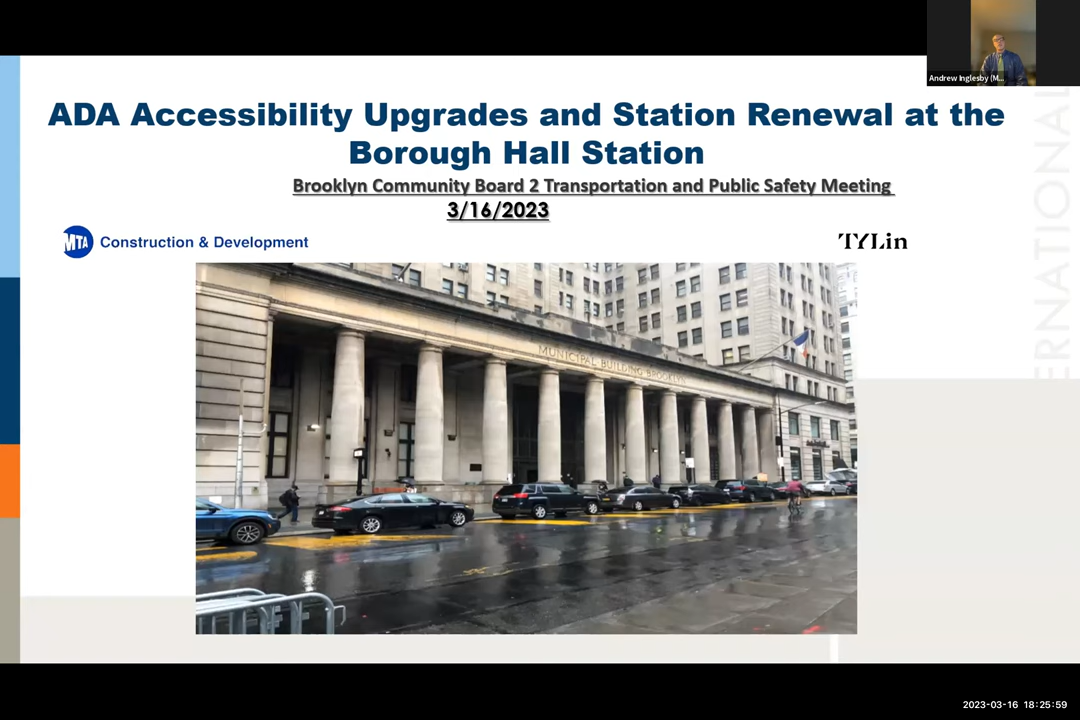 Andrew Inglesby (M...
ADA Accessibility Upgrades and Station Renewal at the
Borough Hall Station
Brooklyn Community Board 2 Transportation and Public Safety Meeting
3/16/2023
MTA Construction & Development
TYLin
MUNICIPAL BUILDING BROOKLYN
ERNATIONAL
2023-03-16 18:25:59